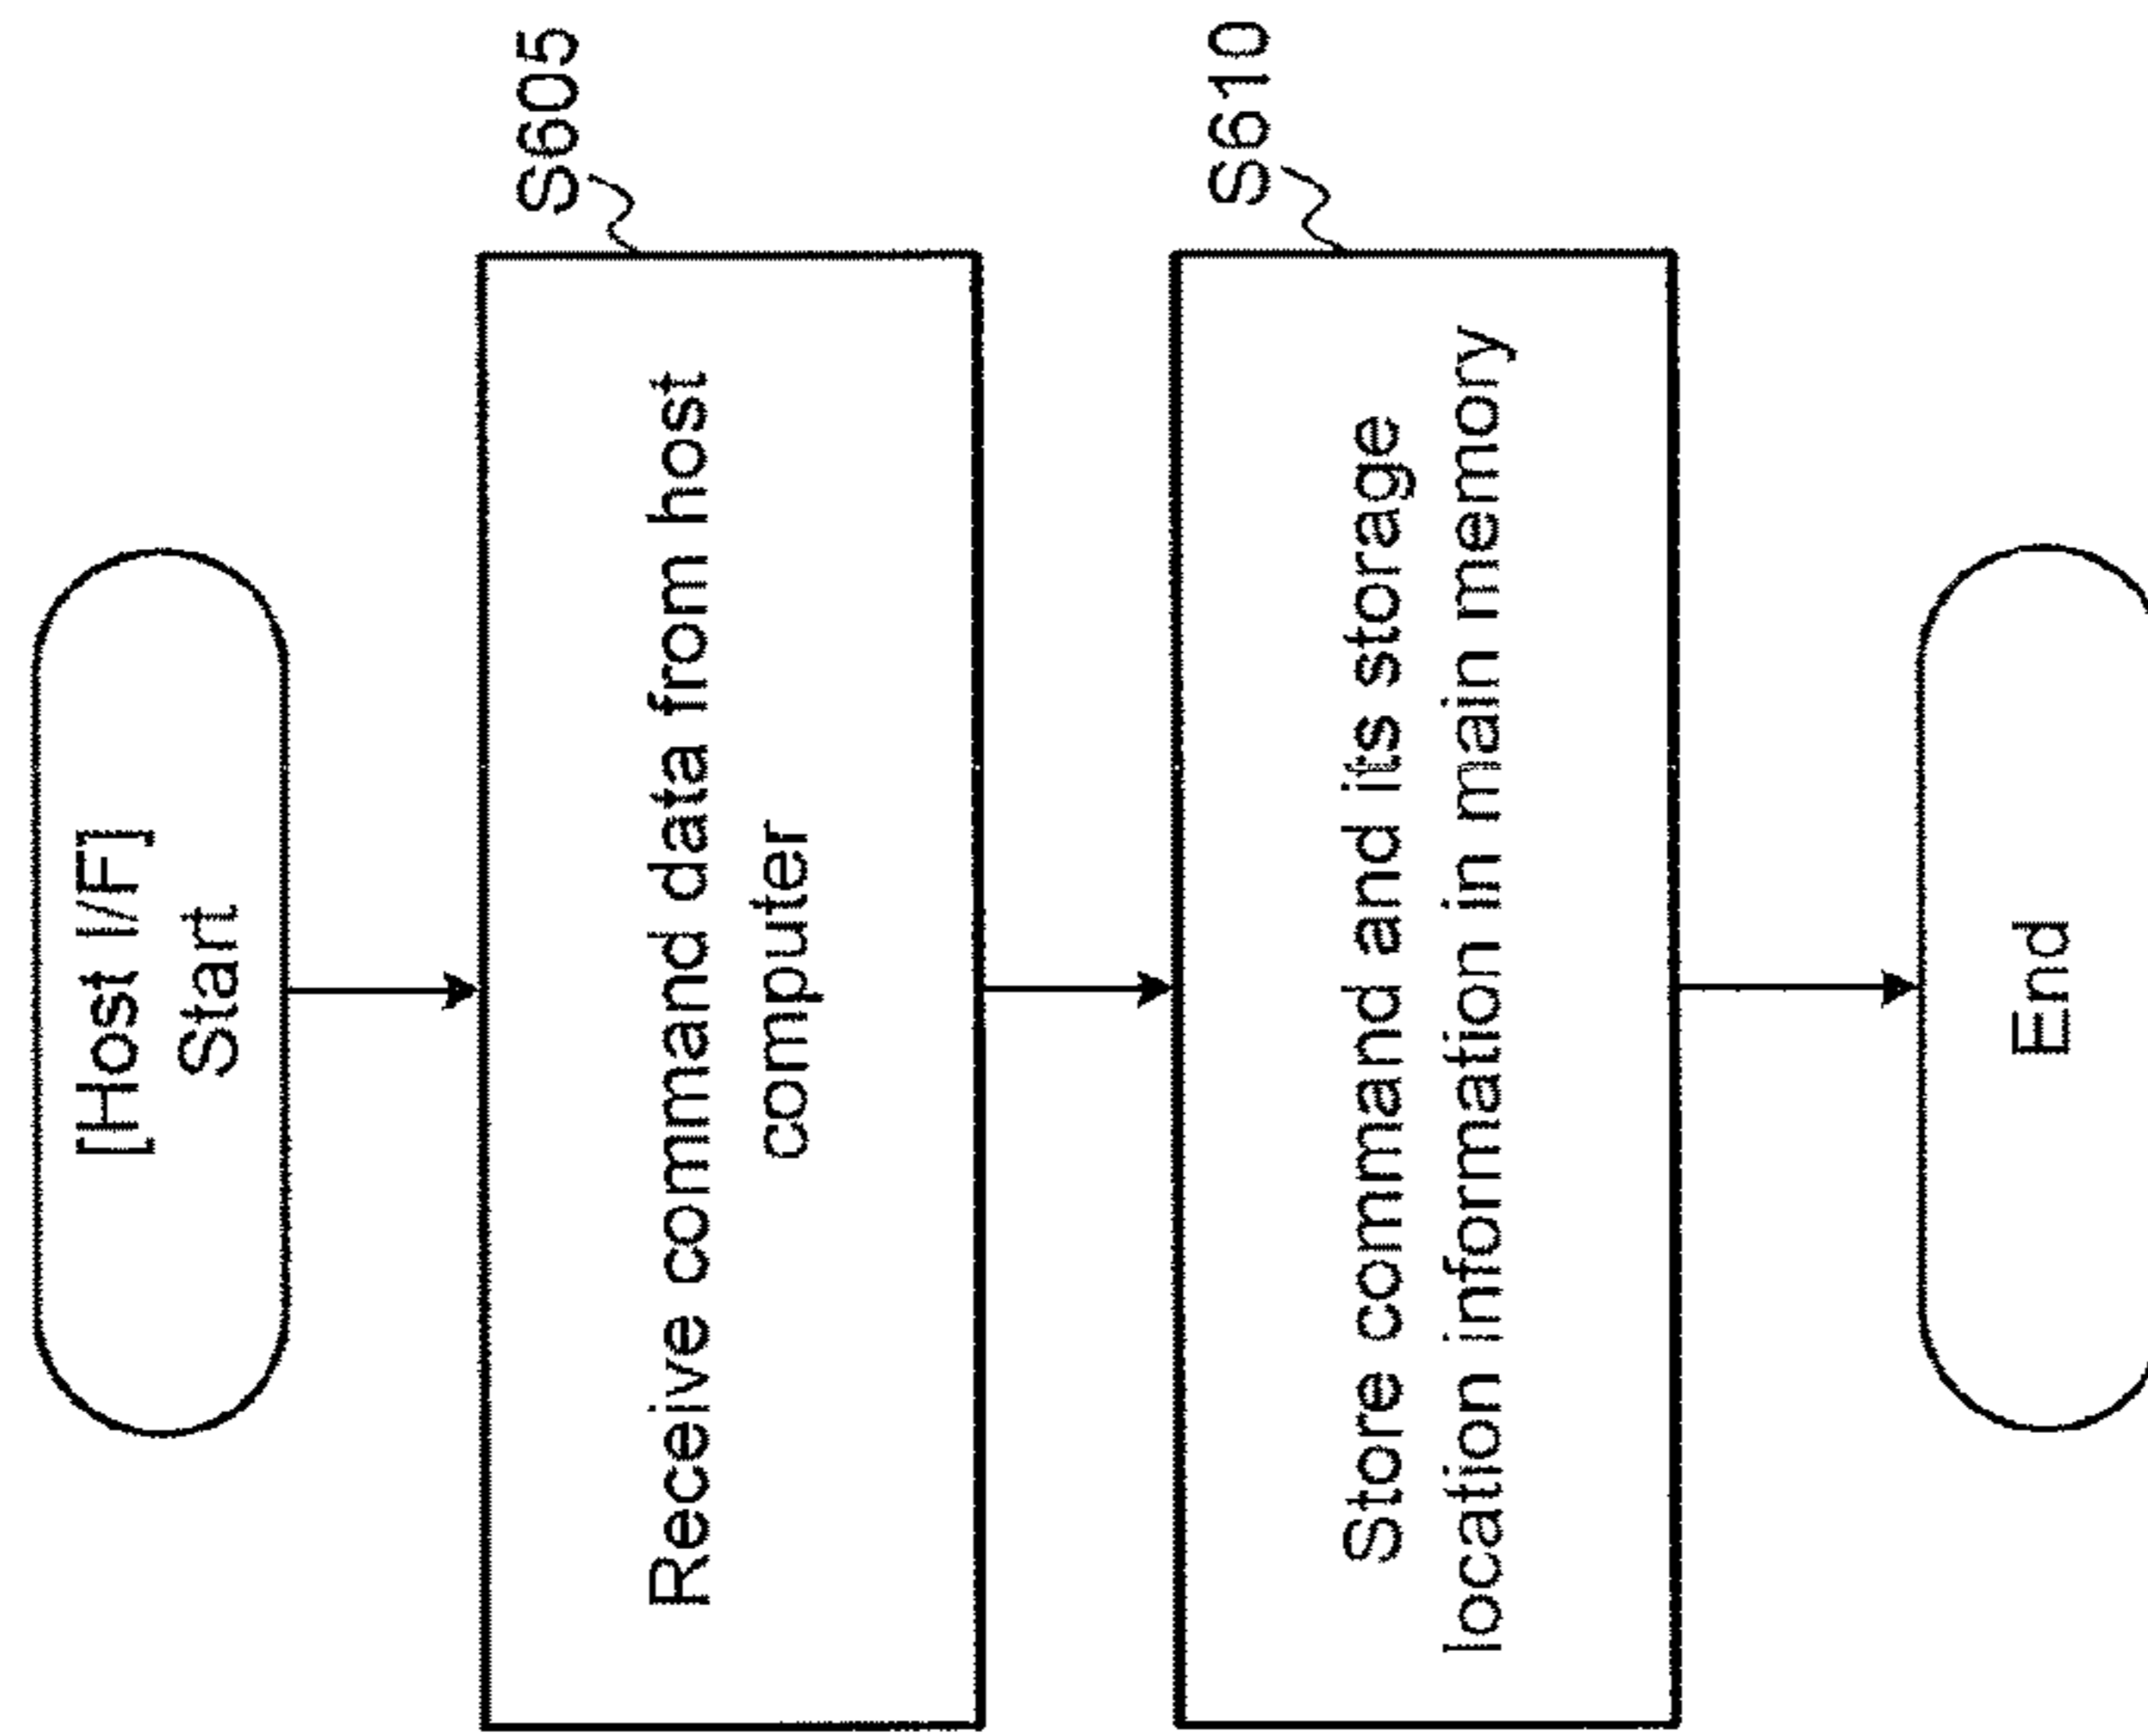 [Host I/F]
Start
S605
Receive command data from host
computer
S610
Store command and its storage
location information in main memory
End